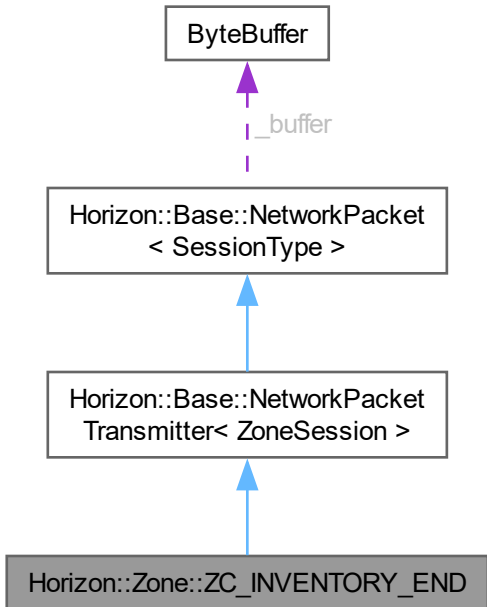 ByteBuffer
_buffer
Horizon::Base::NetworkPacket
< SessionType >
Horizon::Base::NetworkPacket
Transmitter< ZoneSession >
Horizon::Zone::ZC_INVENTORY_END